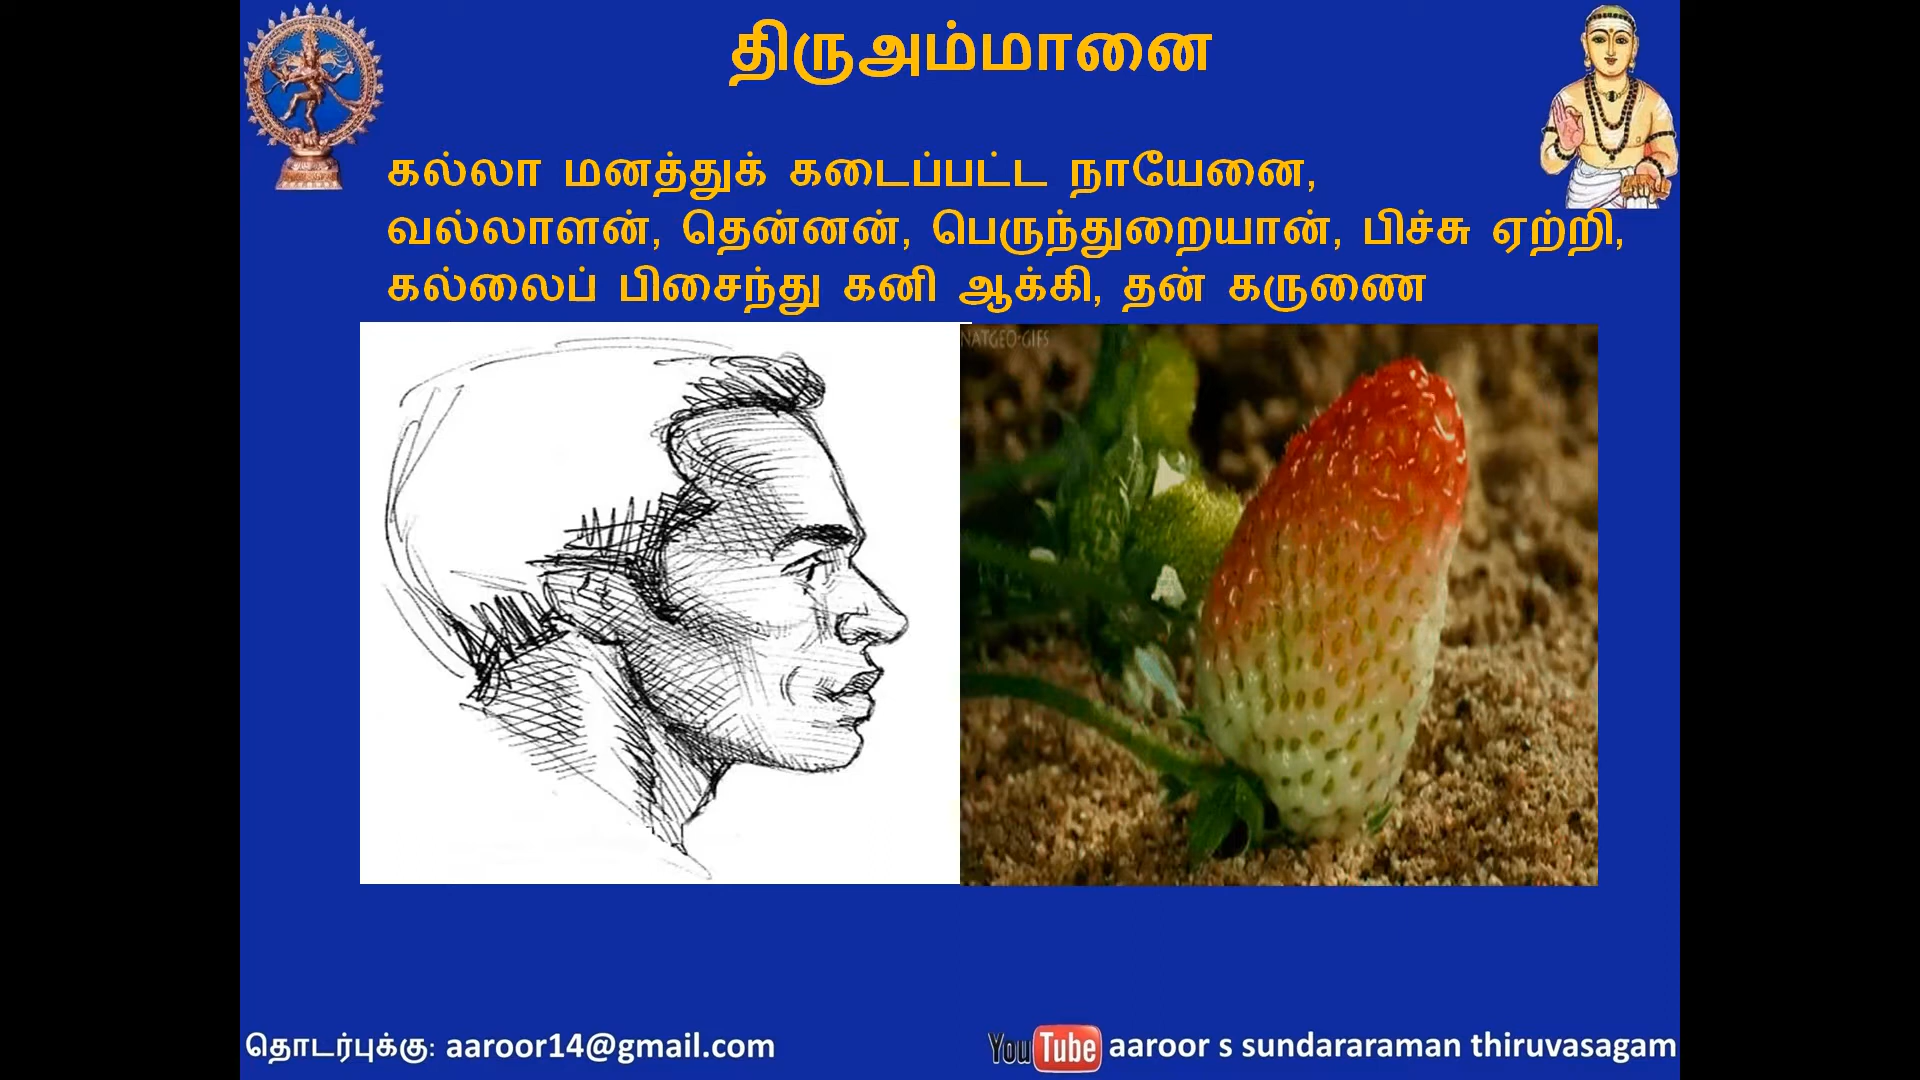 திருஅம்மானை
கல்லா மனத்துக் கடைப்பட்ட நாயேனை,
வல்லாளன், தென்னன், பெருந்துறையான், பிச்சு ஏற்றி,
கல்லைப் பிசைந்து கனி ஆக்கி, தன் கருணை
NATGEO-GIFS
தொடர்புக்கு: aaroor14@gmail.com
YouTube aaroor s sundararaman thiruvasagam